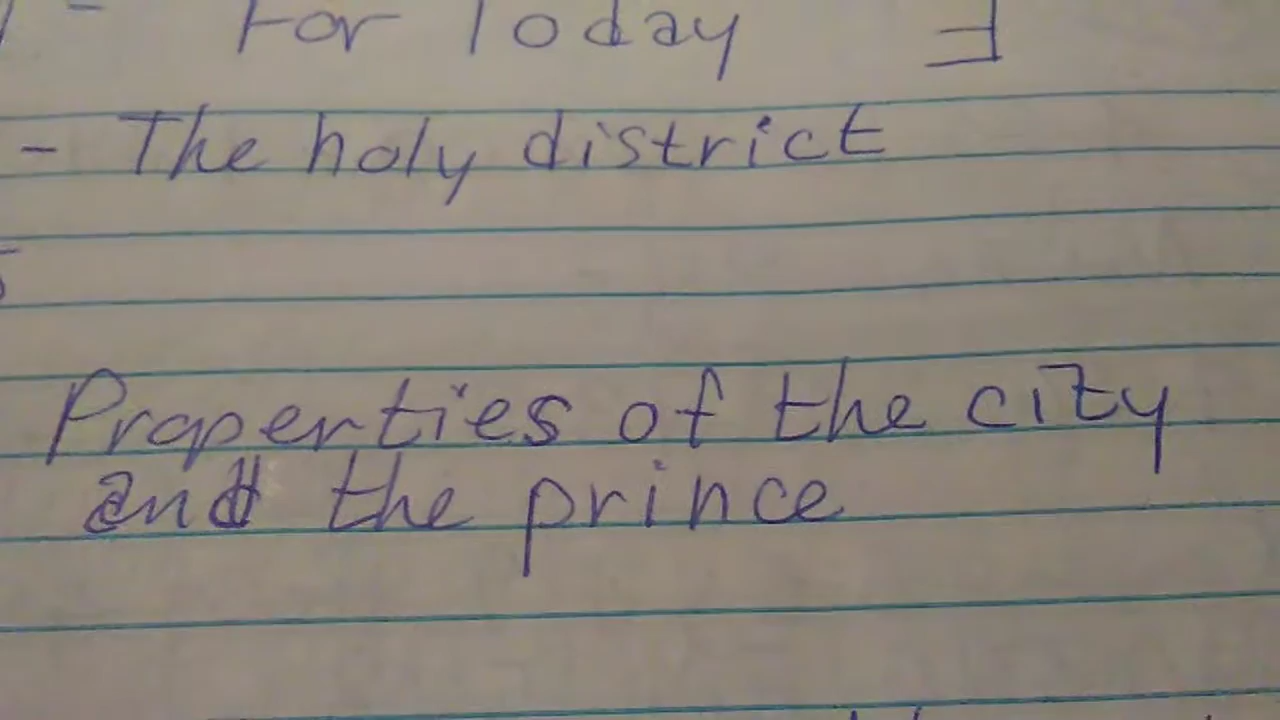 - For Today
- The holy district
Properties of the city
and the prince